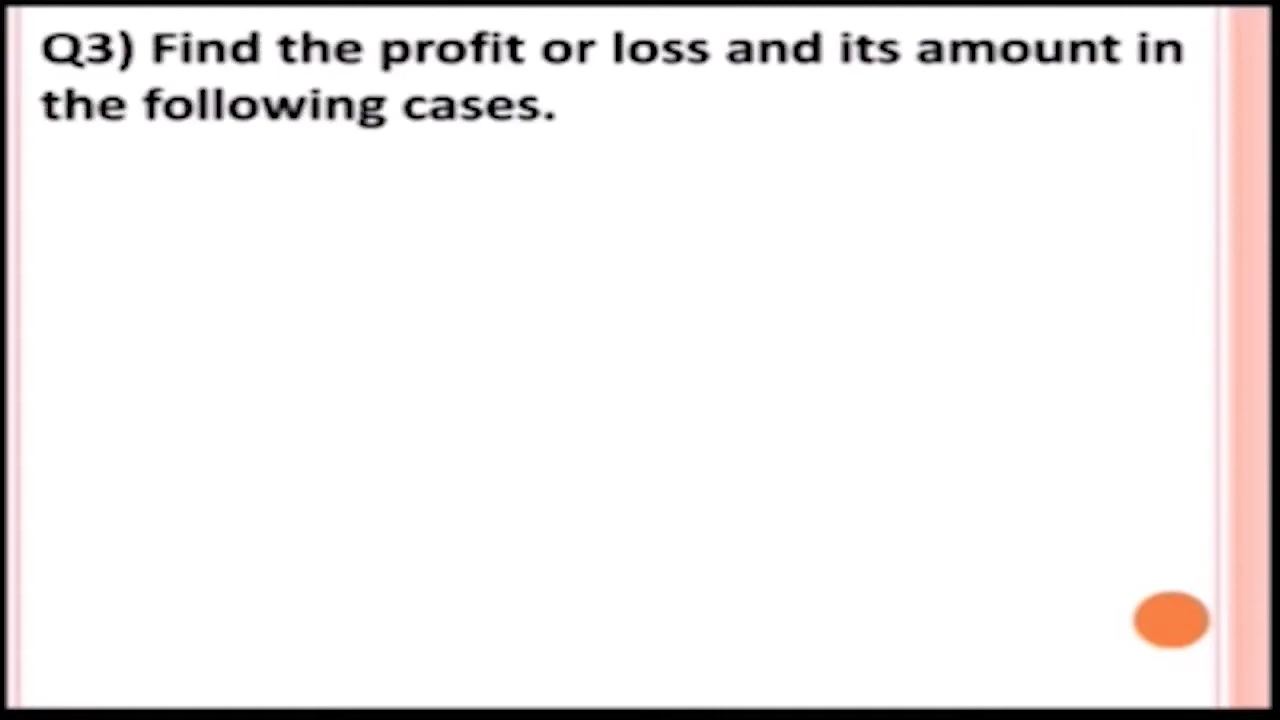 Q3) Find the profit or loss and its amount in
the following cases.